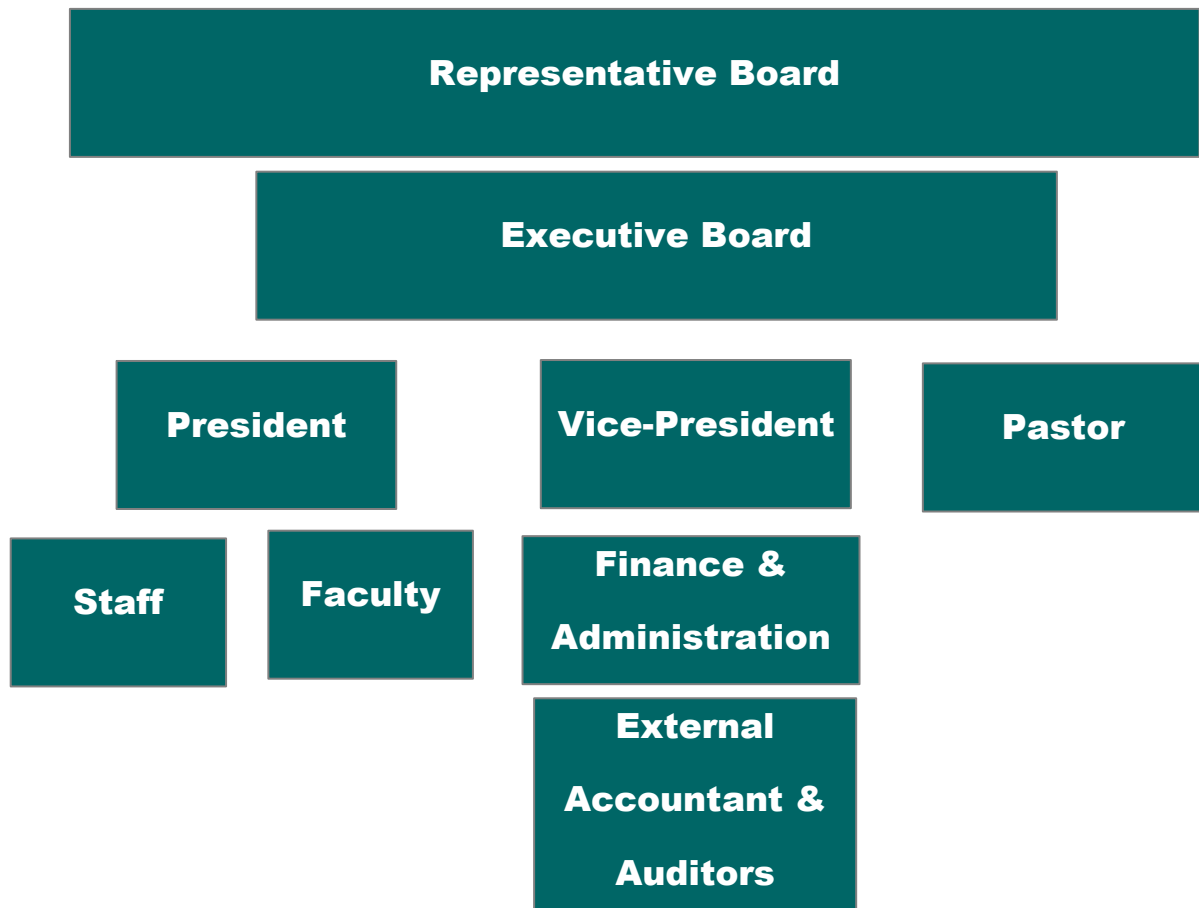 Representative Board
Executive Board
President
Vice-President
Pastor
Staff
Faculty
Finance &
Administration
External
Accountant &
Auditors